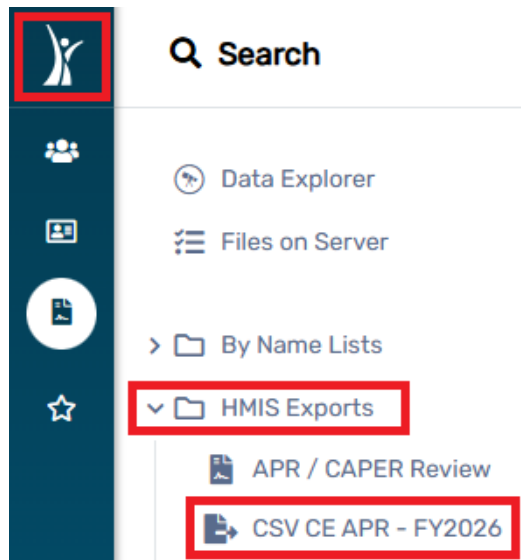 Search
Data Explorer
Files on Server
By Name Lists
HMIS Exports
APR / CAPER Review
CSV CE APR - FY2026